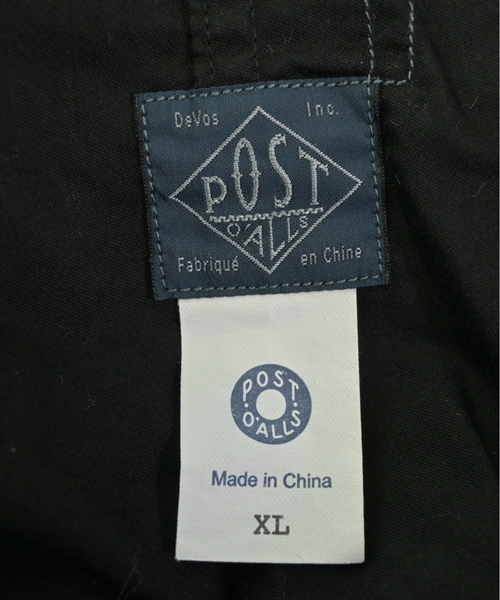 DeVos Inc.
POST
O'ALLS
Fabriqué en Chine
POST
O'ALLS
Made in China
XL